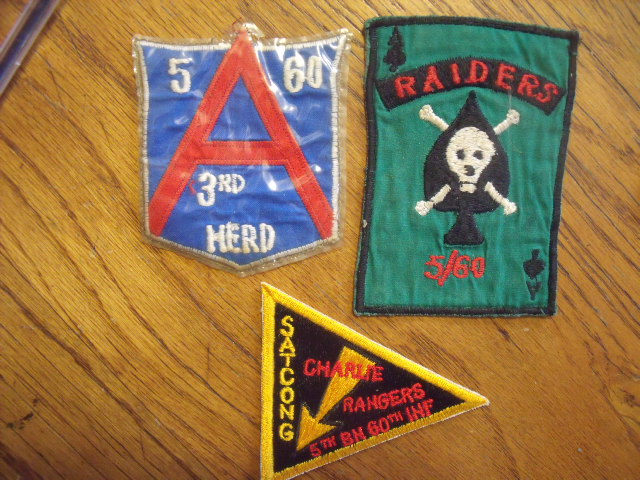 5 60
A
3RD
HERD
RAIDERS
5/60
SATCONG
CHARLIE
RANGERS
5TH BN 60TH INF